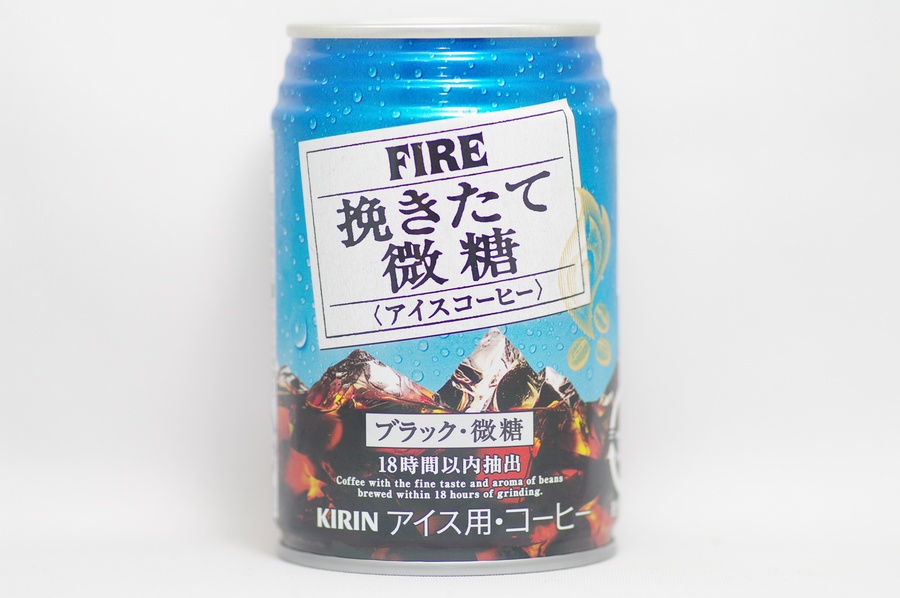 FIRE
挽きたて
微糖
〈アイスコーヒー〉
ブラック・微糖
18時間以内抽出
Coffee with the fine taste and aroma of beans
brewed within 18 hours of grinding.
KIRIN アイス用・コーヒー